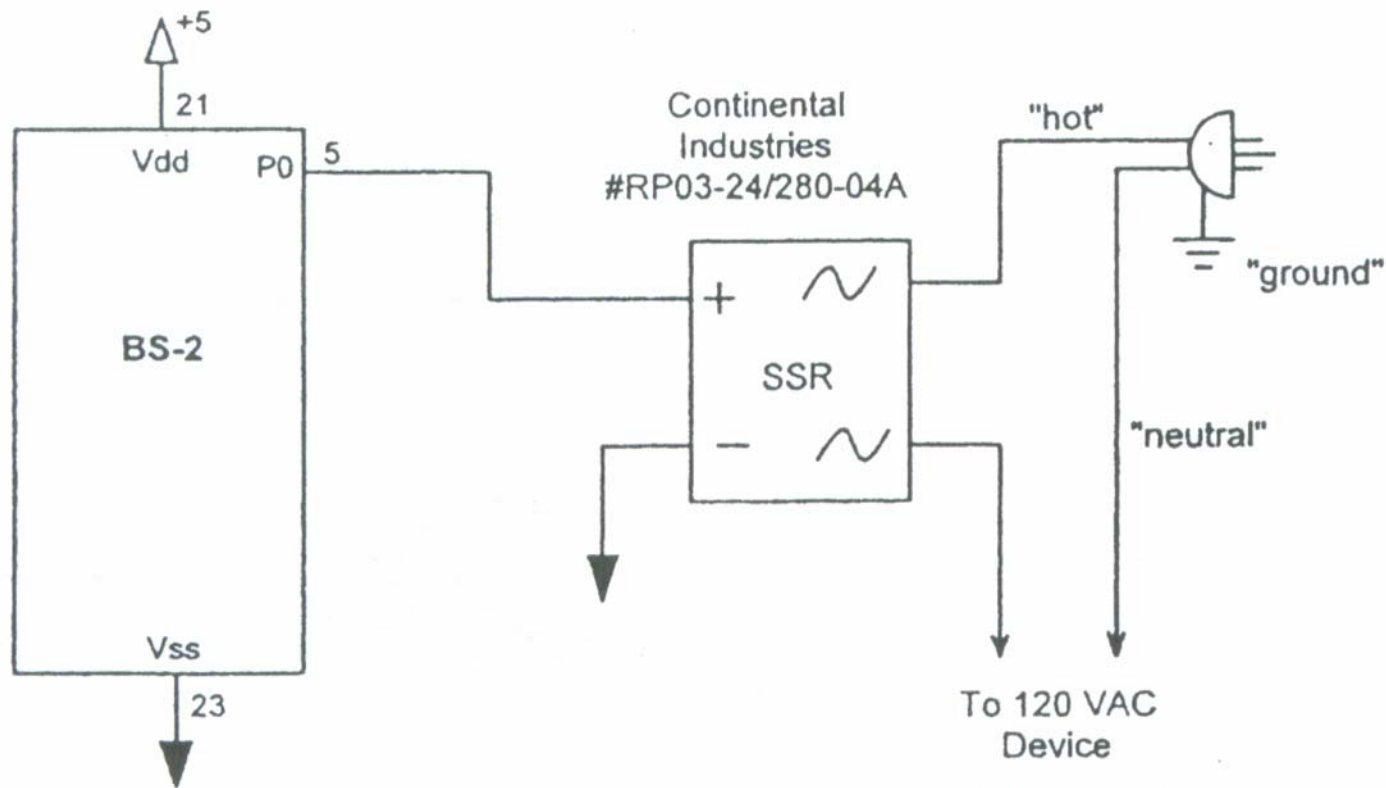 +5
21
Vdd
P0
5
BS-2
Vss
23
Continental
Industries
#RP03-24/280-04A
+
SSR
−
"hot"
"ground"
"neutral"
To 120 VAC
Device